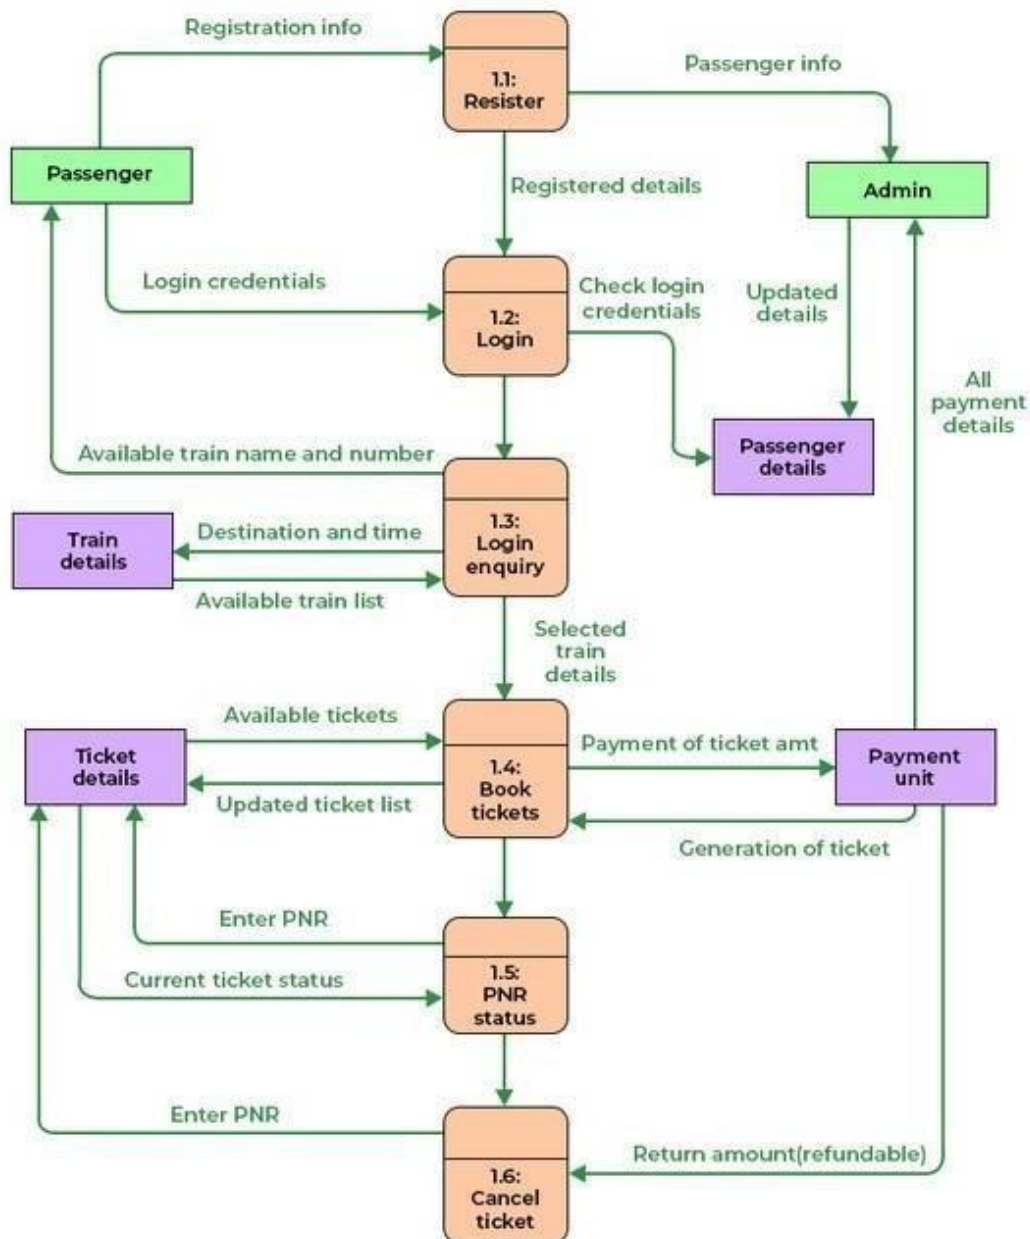 Registration info
1.1:
Resister
Passenger info
Passenger
Registered details
Admin
Login credentials
1.2:
Login
Check login
credentials
Updated
details
All
payment
details
Available train name and number
Passenger
details
Train
details
Destination and time
1.3:
Login
enquiry
Available train list
Selected
train
details
Available tickets
Ticket
details
Updated ticket list
1.4:
Book
tickets
Payment of ticket amt
Payment
unit
Generation of ticket
Enter PNR
Current ticket status
1.5:
PNR
status
Enter PNR
Return amount(refundable)
1.6:
Cancel
ticket